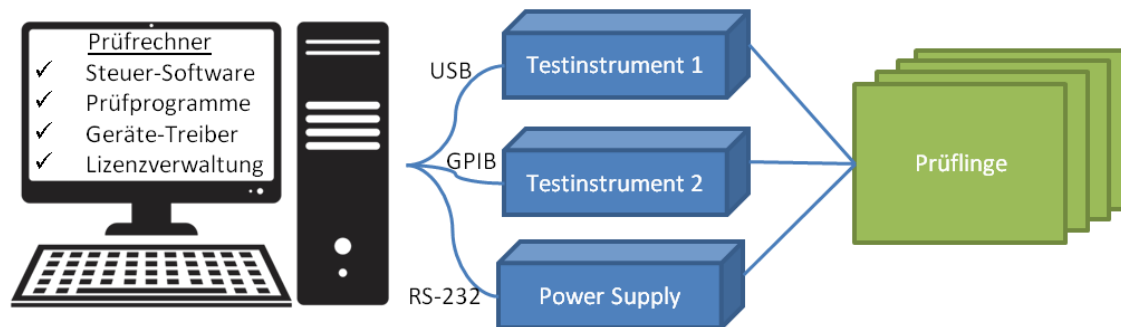 Prüfrechner
✓ Steuer-Software
✓ Prüfprogramme
✓ Geräte-Treiber
✓ Lizenzverwaltung
USB
GPIB
RS-232
Testinstrument 1
Testinstrument 2
Power Supply
Prüflinge